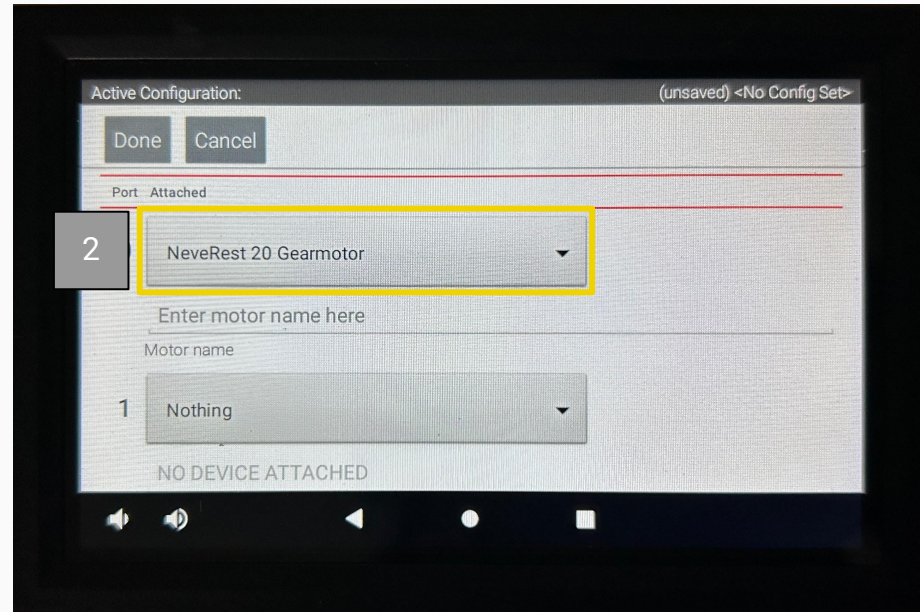 Active Configuration: (unsaved) <No Config Set>
Done Cancel
Port Attached
2 NeveRest 20 Gearmotor
Enter motor name here
Motor name
1 Nothing
NO DEVICE ATTACHED